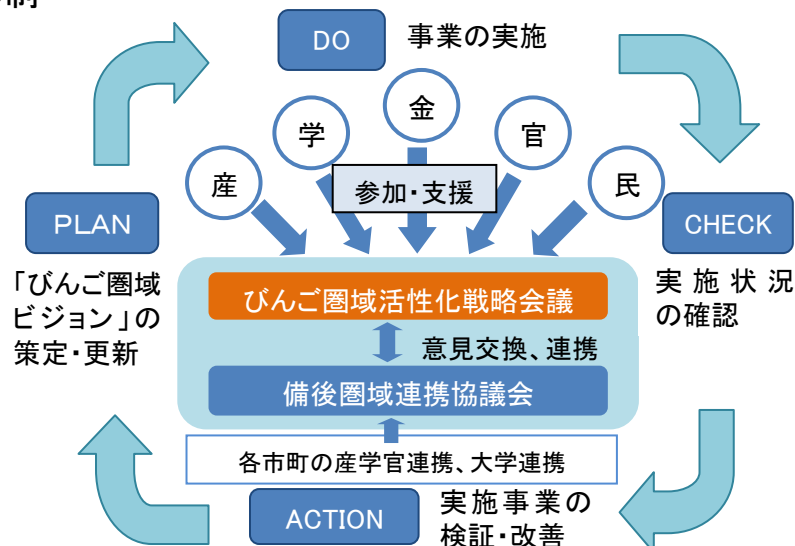 DO
事業の実施
金
学
官
産
民
参加・支援
PLAN
CHECK
「びんご圏域
ビジョン」の
策定・更新
実施状況
の確認
びんご圏域活性化戦略会議
意見交換、連携
備後圏域連携協議会
各市町の産学官連携、大学連携
ACTION
実施事業の
検証・改善